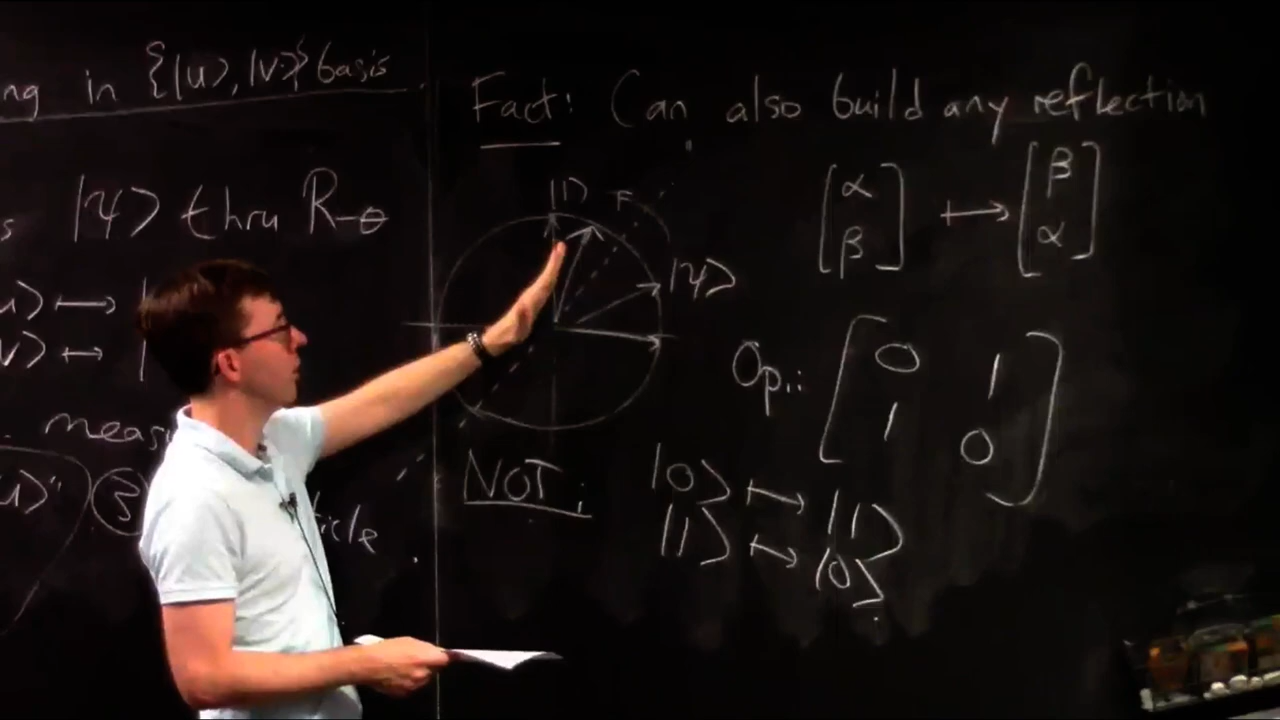 ng in {|u⟩, |v⟩} basis
|ψ⟩ thru R-θ
u⟩ ↦ |
v⟩ ↦ |
meas
u⟩" ③ icle
Fact: Can also build any reflection
|1⟩
|ψ⟩
[α β] ↦ [β α]
Op.: [0 1
1 0]
NOT: |0⟩ ↦ |1⟩
|1⟩ ↦ |0⟩